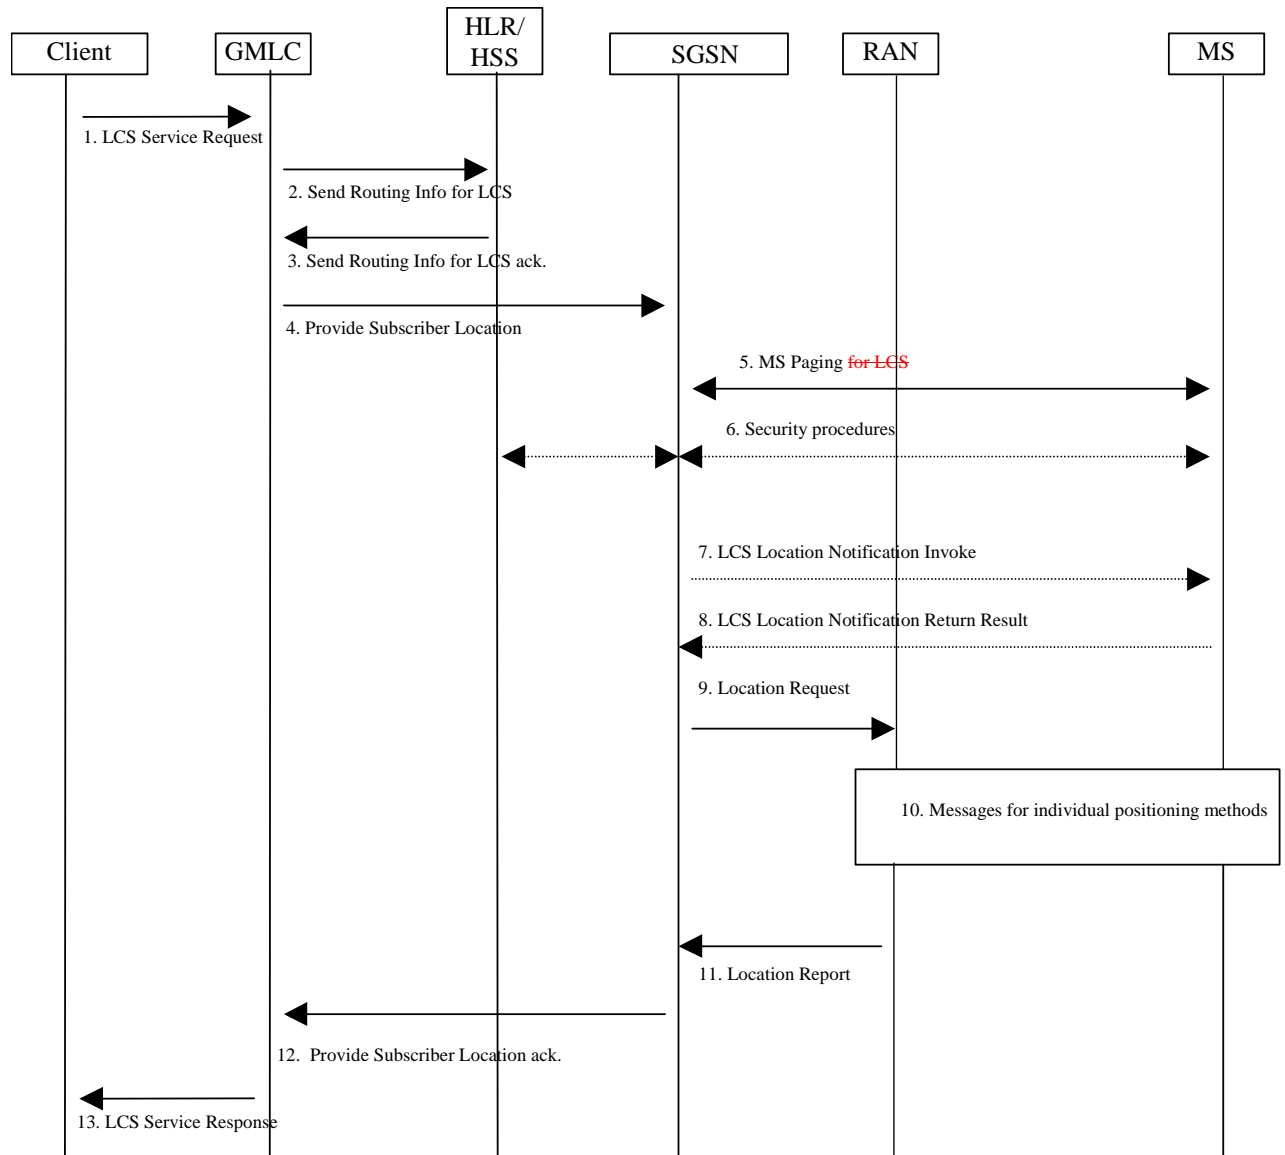 Client
GMLC
HLR/
HSS
SGSN
RAN
MS
1. LCS Service Request
2. Send Routing Info for LCS
3. Send Routing Info for LCS ack.
4. Provide Subscriber Location
5. MS Paging for LCS
6. Security procedures
7. LCS Location Notification Invoke
8. LCS Location Notification Return Result
9. Location Request
10. Messages for individual positioning methods
11. Location Report
12. Provide Subscriber Location ack.
13. LCS Service Response